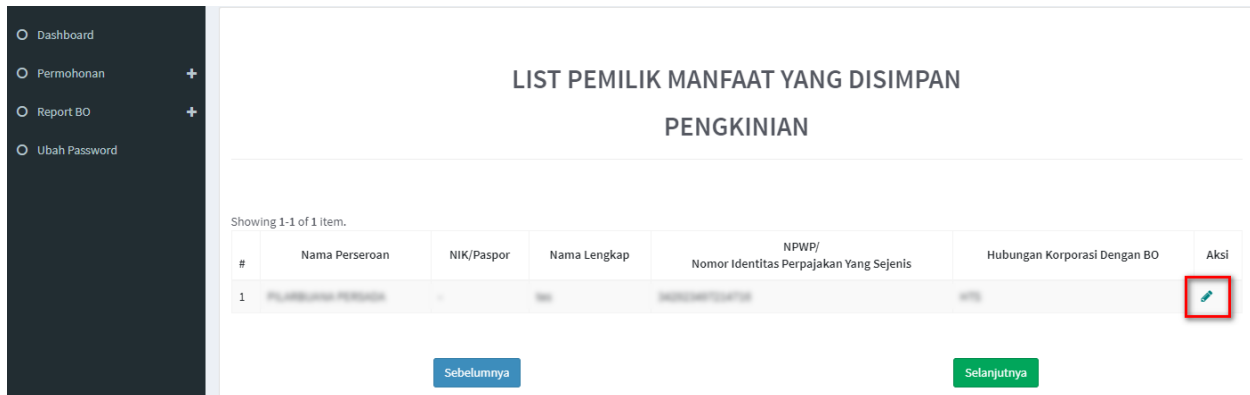 Dashboard
Permohonan
Report BO
Ubah Password
LIST PEMILIK MANFAAT YANG DISIMPAN
PENGKINIAN
Showing 1-1 of 1 item.
# Nama Perseroan NIK/Paspor Nama Lengkap NPWP/ Nomor Identitas Perpajakan Yang Sejenis Hubungan Korporasi Dengan BO Aksi
1
Sebelumnya Selanjutnya